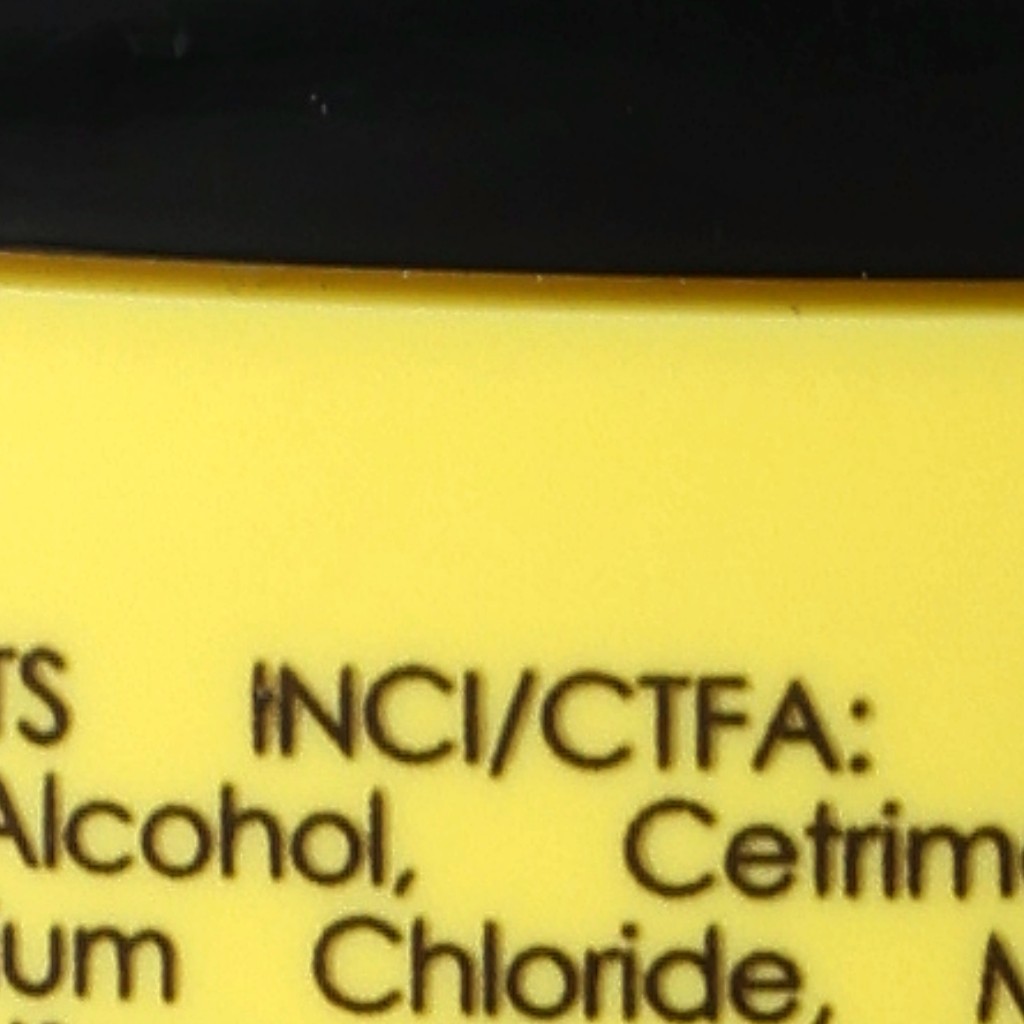 TS INCI/CTFA:
Alcohol, Cetrim
um Chloride,